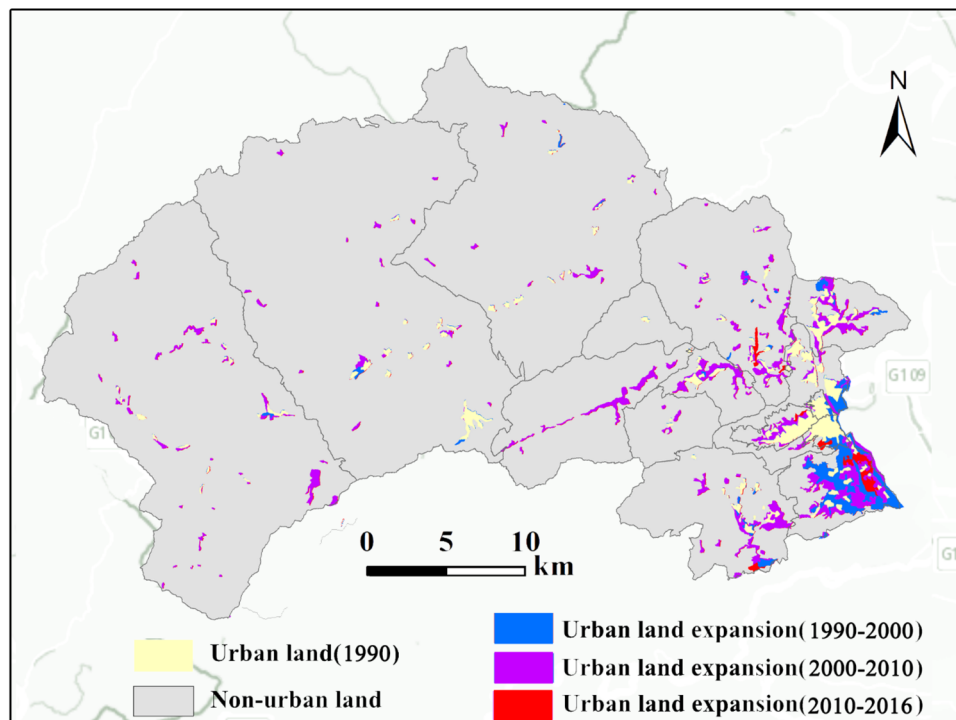 N
G109
G1
G1
0 5 10
km
Urban land(1990)
Non-urban land
Urban land expansion(1990-2000)
Urban land expansion(2000-2010)
Urban land expansion(2010-2016)